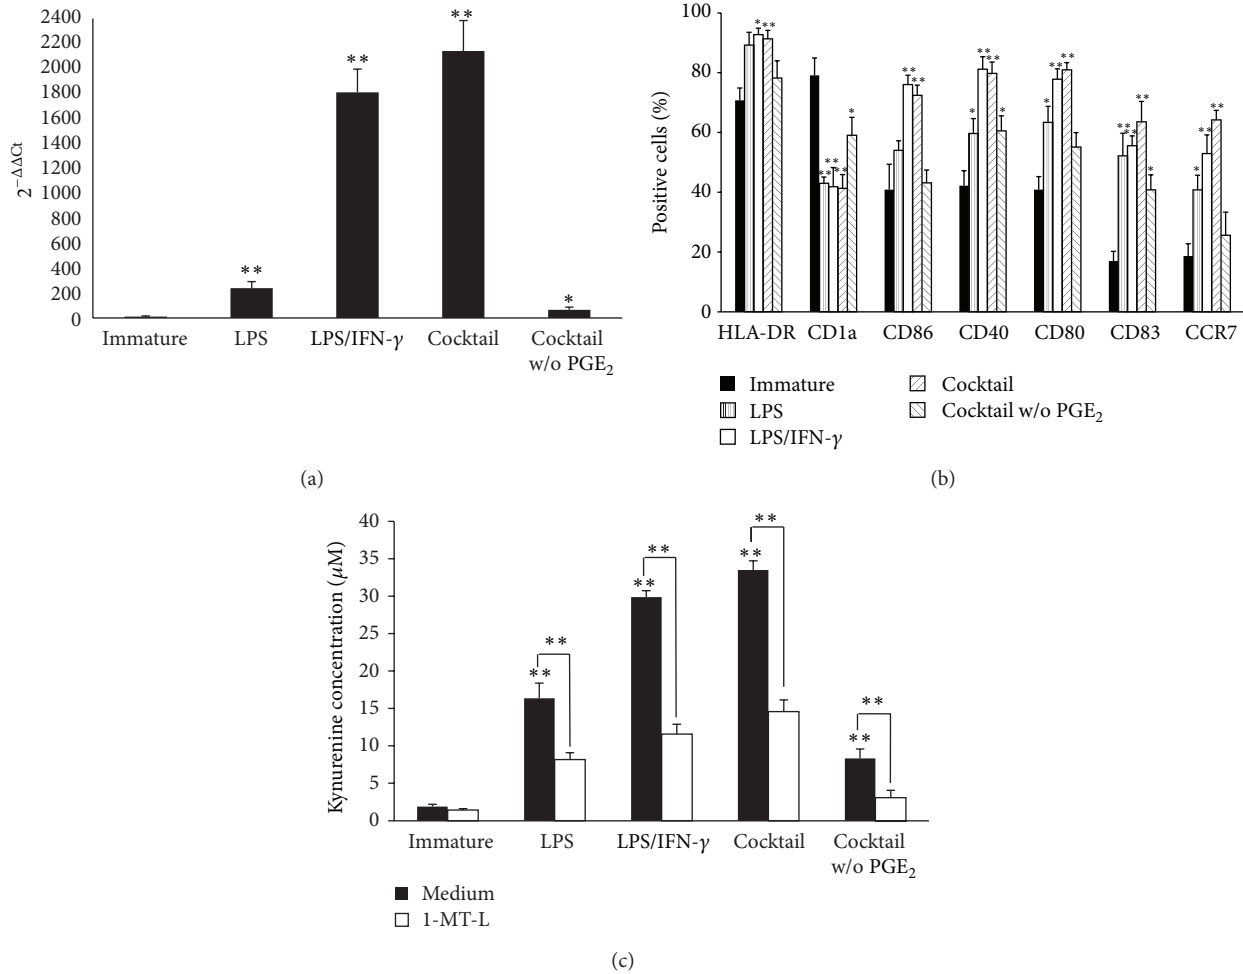 2400
2200
2000
1800
1600
1400
1200
1000
800
600
400
200
0
2−ΔΔCt
**
**
**
*
Immature LPS LPS/IFN-γ Cocktail Cocktail
w/o PGE2
(a)
100
80
60
40
20
0
Positive cells (%)
* **
** ** ** *
** **
* ** ** *
* ** **
** ** ** *
* ** **
HLA-DR CD1a CD86 CD40 CD80 CD83 CCR7
Immature
LPS
LPS/IFN-γ
Cocktail
Cocktail w/o PGE2
(b)
40
35
30
25
20
15
10
5
0
Kynurenine concentration (μM)
**
**
**
**
**
**
**
**
Immature LPS LPS/IFN-γ Cocktail Cocktail
w/o PGE2
Medium
1-MT-L
(c)